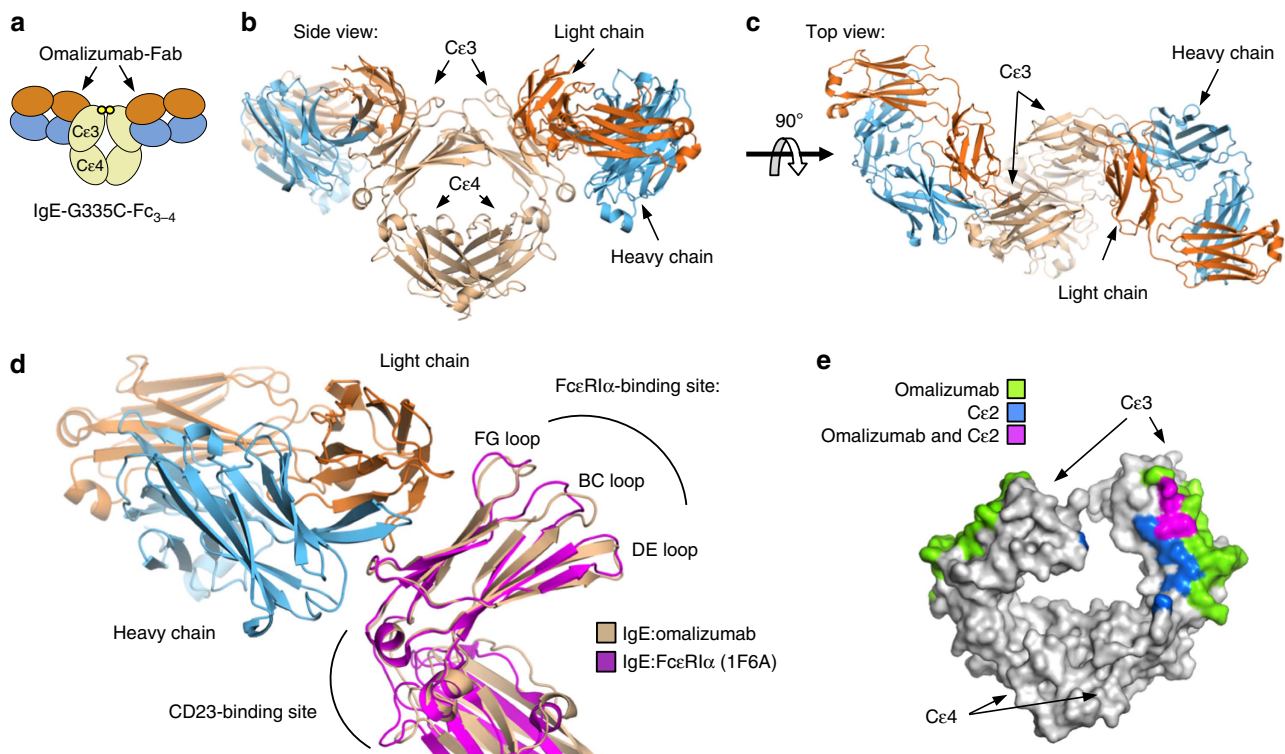 a
Omalizumab-Fab
Cε3
Cε4
IgE-G335C-Fc3–4
b
Side view:
Cε3
Light chain
Cε4
Heavy chain
c
Top view:
90°
Cε3
Heavy chain
Light chain
d
Light chain
FcεRIα-binding site:
FG loop
BC loop
DE loop
Heavy chain
IgE:omalizumab
IgE:FcεRIα (1F6A)
CD23-binding site
e
Omalizumab
Cε2
Omalizumab and Cε2
Cε3
Cε4